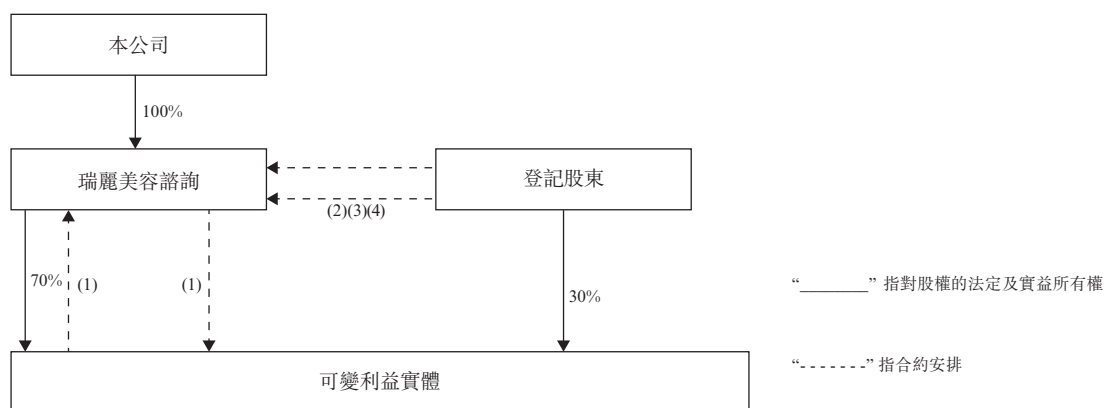 本公司
100%
瑞麗美容諮詢
登記股東
(2)(3)(4)
70%
(1)
(1)
30%
“________” 指對股權的法定及實益所有權
“- - - - - - -” 指合約安排
可變利益實體